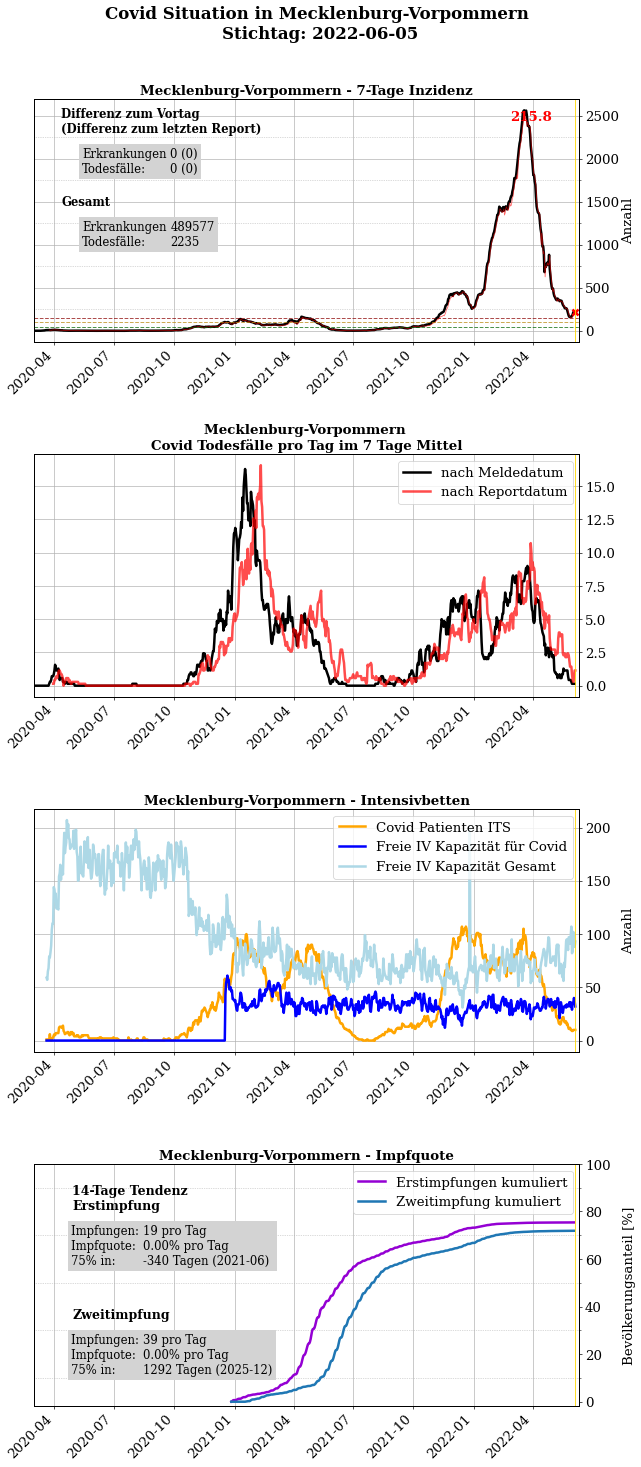 Covid Situation in Mecklenburg-Vorpommern
Stichtag: 2022-06-05
Mecklenburg-Vorpommern - 7-Tage Inzidenz
Differenz zum Vortag
(Differenz zum letzten Report)
Erkrankungen 0 (0)
Todesfälle: 0 (0)
Gesamt
Erkrankungen 489577
Todesfälle: 2235
2500
2000
1500
1000
500
0
Anzahl
2020-04
2020-07
2020-10
2021-01
2021-04
2021-07
2021-10
2022-01
2022-04
Mecklenburg-Vorpommern
Covid Todesfälle pro Tag im 7 Tage Mittel
nach Meldedatum
nach Reportdatum
15.0
12.5
10.0
7.5
5.0
2.5
0.0
2020-04
2020-07
2020-10
2021-01
2021-04
2021-07
2021-10
2022-01
2022-04
Mecklenburg-Vorpommern - Intensivbetten
Covid Patienten ITS
Freie IV Kapazität für Covid
Freie IV Kapazität Gesamt
200
150
100
50
0
Anzahl
2020-04
2020-07
2020-10
2021-01
2021-04
2021-07
2021-10
2022-01
2022-04
Mecklenburg-Vorpommern - Impfquote
Erstimpfungen kumuliert
Zweitimpfung kumuliert
14-Tage Tendenz
Erstimpfung
Impfungen: 19 pro Tag
Impfquote: 0.00% pro Tag
75% in: -340 Tagen (2021-06)
Zweitimpfung
Impfungen: 39 pro Tag
Impfquote: 0.00% pro Tag
75% in: 1292 Tagen (2025-12)
100
80
60
40
20
0
Bevölkerungsanteil [%]
2020-04
2020-07
2020-10
2021-01
2021-04
2021-07
2021-10
2022-01
2022-04